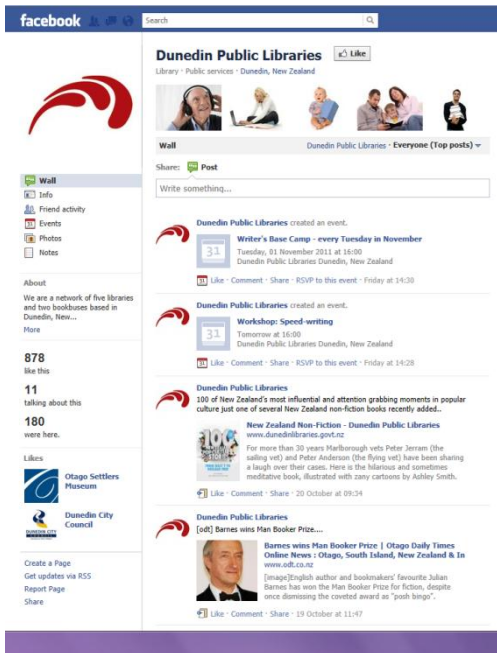 facebook
Search
Dunedin Public Libraries
Like
Library · Public services · Dunedin, New Zealand
Wall
Dunedin Public Libraries · Everyone (Top posts)
Share: Post
Write something...
Wall
Info
Friend activity
31 Events
Photos
Notes
About
We are a network of five libraries
and two bookbuses based in
Dunedin, New...
More
878
like this
11
talking about this
180
were here.
Likes
Otago Settlers
Museum
DUNEDIN CITY
Dunedin City
Council
Create a Page
Get updates via RSS
Report Page
Share
Dunedin Public Libraries created an event.
31
Writer's Base Camp - every Tuesday in November
Tuesday, 01 November 2011 at 16:00
Dunedin Public Libraries Dunedin, New Zealand
31 Like · Comment · Share · RSVP to this event · Friday at 14:30
Dunedin Public Libraries created an event.
31
Workshop: Speed-writing
Tomorrow at 16:00
Dunedin Public Libraries Dunedin, New Zealand
31 Like · Comment · Share · RSVP to this event · Friday at 14:28
Dunedin Public Libraries
100 of New Zealand's most influential and attention grabbing moments in popular
culture just one of several New Zealand non-fiction books recently added..
100
New Zealand Non-Fiction - Dunedin Public Libraries
www.dunedinlibraries.govt.nz
For more than 30 years Marlborough vets Peter Jerram (the
sailing vet) and Peter Anderson (the flying vet) have been sharing
a laugh over their cases. Here is the hilarious and sometimes
meditative book, illustrated with zany cartoons by Ashley Smith.
Like · Comment · Share · 20 October at 09:34
Dunedin Public Libraries
[odt] Barnes wins Man Booker Prize....
Barnes wins Man Booker Prize | Otago Daily Times
Online News : Otago, South Island, New Zealand & In
www.odt.co.nz
[image]English author and bookmakers' favourite Julian
Barnes has won the Man Booker Prize for fiction, despite
once dismissing the coveted award as "posh bingo".
Like · Comment · Share · 19 October at 11:47